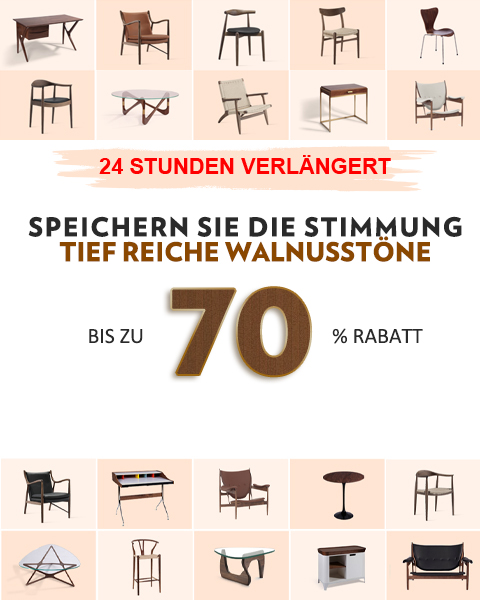 24 STUNDEN VERLÄNGERT
SPEICHERN SIE DIE STIMMUNG
TIEF REICHE WALNUSSTÖNE
BIS ZU 70 % RABATT